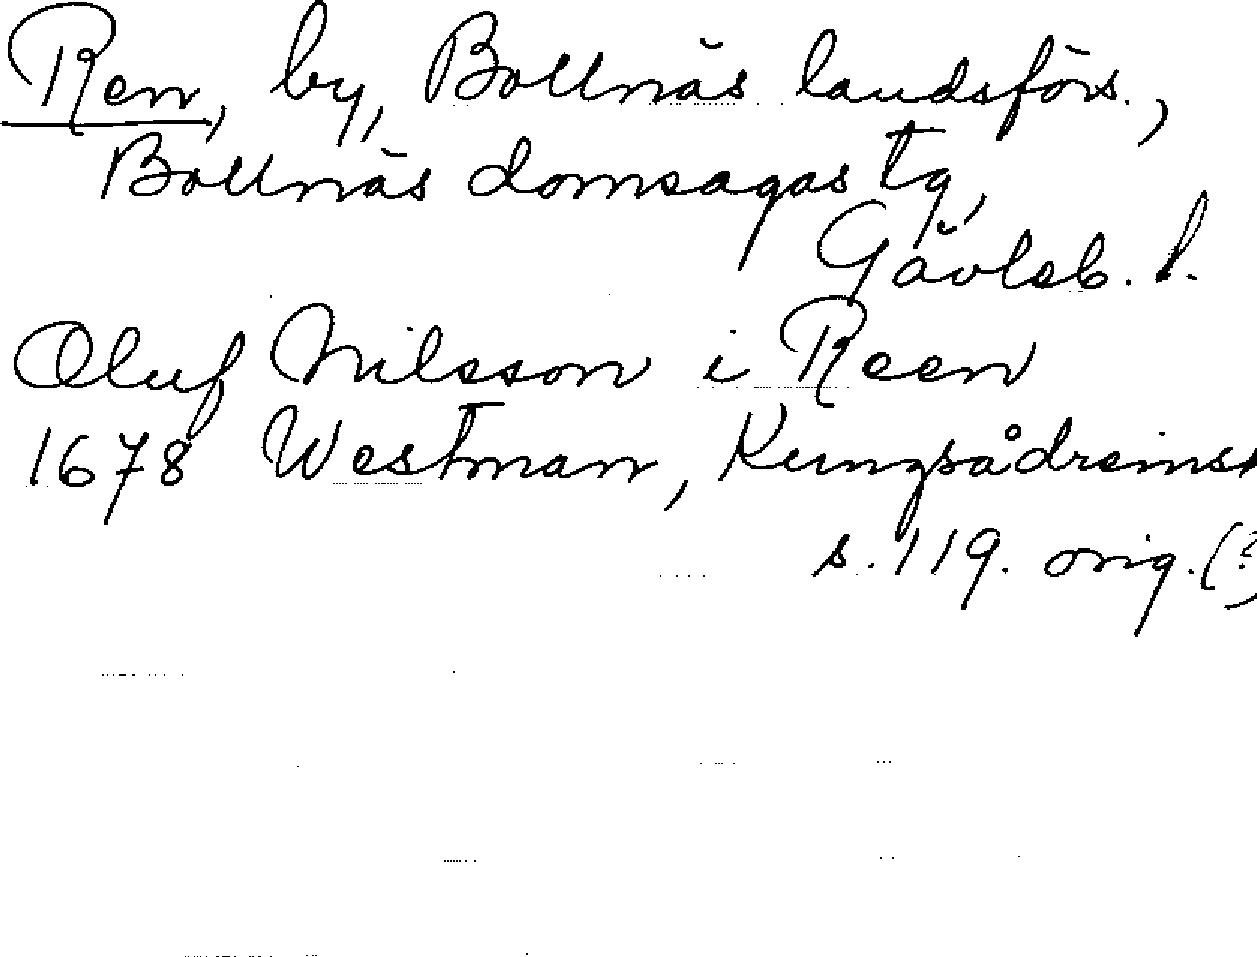 Ren, by, Bollnäs landsförs.,
Bollnäs domsagas tg,
Gävleb. l.
Oluf Nilsson i Reen
1678 Westman, Kungsådreinst
s. 119. orig. (?)